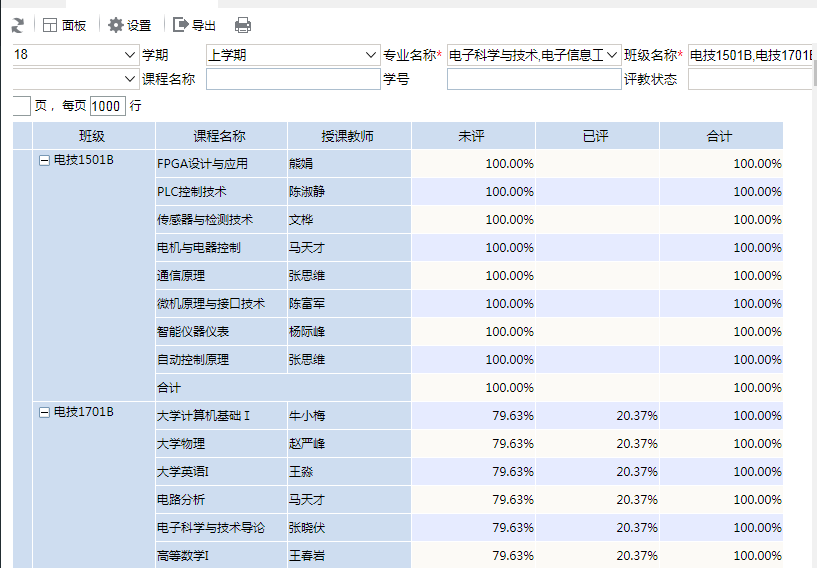 面板 设置 导出
18 学期 上学期 专业名称* 电子科学与技术,电子信息工 班级名称* 电技1501B,电技1701B
课程名称 学号 评教状态
页， 每页 1000 行
班级 课程名称 授课教师 未评 已评 合计
电技1501B FPGA设计与应用 熊娟 100.00% 100.00%
PLC控制技术 陈淑静 100.00% 100.00%
传感器与检测技术 文桦 100.00% 100.00%
电机与电器控制 马天才 100.00% 100.00%
通信原理 张思维 100.00% 100.00%
微机原理与接口技术 陈富军 100.00% 100.00%
智能仪器仪表 杨际峰 100.00% 100.00%
自动控制原理 张思维 100.00% 100.00%
合计 100.00% 100.00%
电技1701B 大学计算机基础Ⅰ 牛小梅 79.63% 20.37% 100.00%
大学物理 赵严峰 79.63% 20.37% 100.00%
大学英语I 王淼 79.63% 20.37% 100.00%
电路分析 马天才 79.63% 20.37% 100.00%
电子科学与技术导论 张晓伏 79.63% 20.37% 100.00%
高等数学I 王春岩 79.63% 20.37% 100.00%